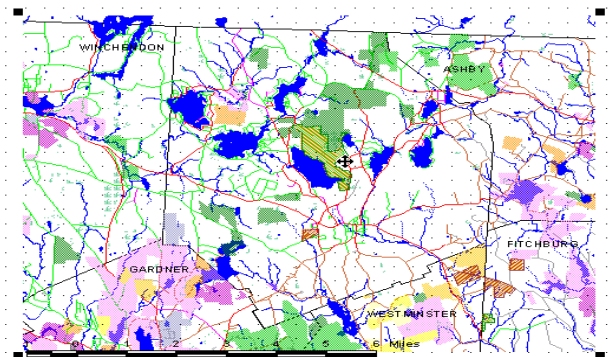 WINCHENDON
ASHBY
FITCHBURG
GARDNER
WESTMINSTER
0 1 2 3 4 5 6 Miles